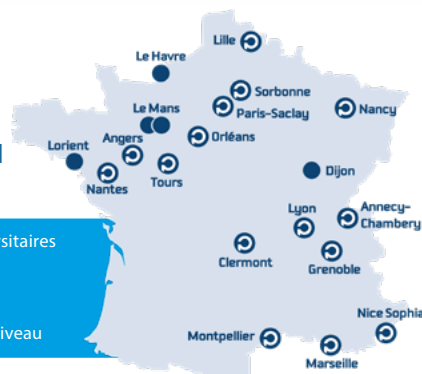 Lille
Le Havre
Sorbonne
Paris-Saclay
Nancy
Le Mans
Angers
Orléans
Lorient
Nantes
Tours
Dijon
sitaires
Lyon
Annecy-
Chambery
Clermont
Grenoble
iveau
Nice Sophia
Montpellier
Marseille